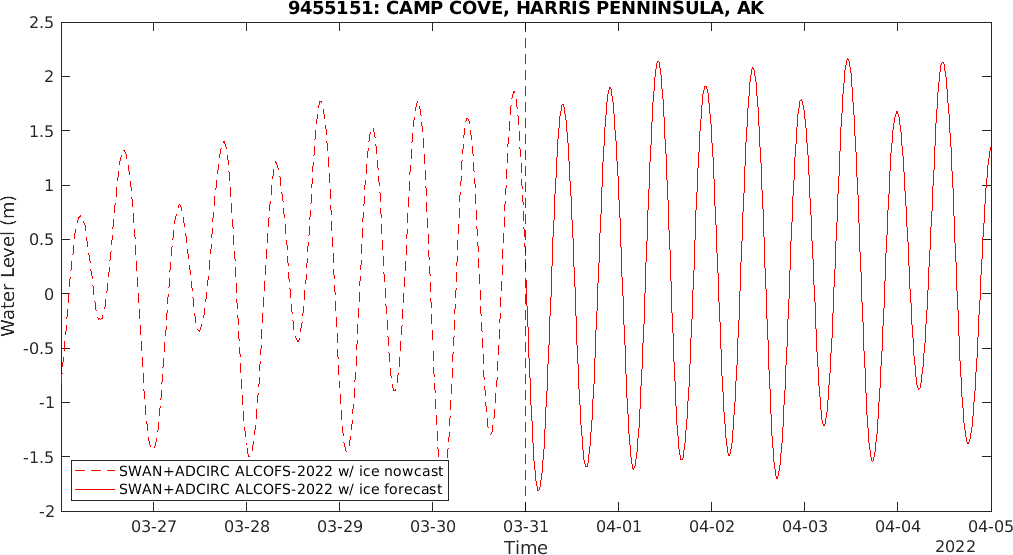 9455151: CAMP COVE, HARRIS PENNINSULA, AK
2.5
2
1.5
1
0.5
0
-0.5
-1
-1.5
-2
Water Level (m)
SWAN+ADCIRC ALCOFS-2022 w/ ice nowcast
SWAN+ADCIRC ALCOFS-2022 w/ ice forecast
03-27 03-28 03-29 03-30 03-31 04-01 04-02 04-03 04-04 04-05
Time
2022